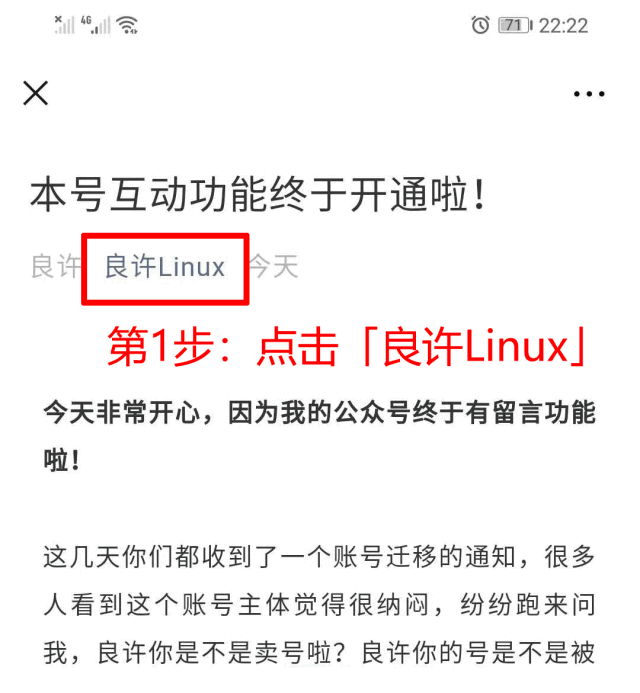 4G 71 22:22
本号互动功能终于开通啦！
良许 良许Linux 今天
第1步：点击「良许Linux」
今天非常开心，因为我的公众号终于有留言功能
啦！
这几天你们都收到了一个账号迁移的通知，很多
人看到这个账号主体觉得很纳闷，纷纷跑来问
我，良许你是不是卖号啦？良许你的号是不是被